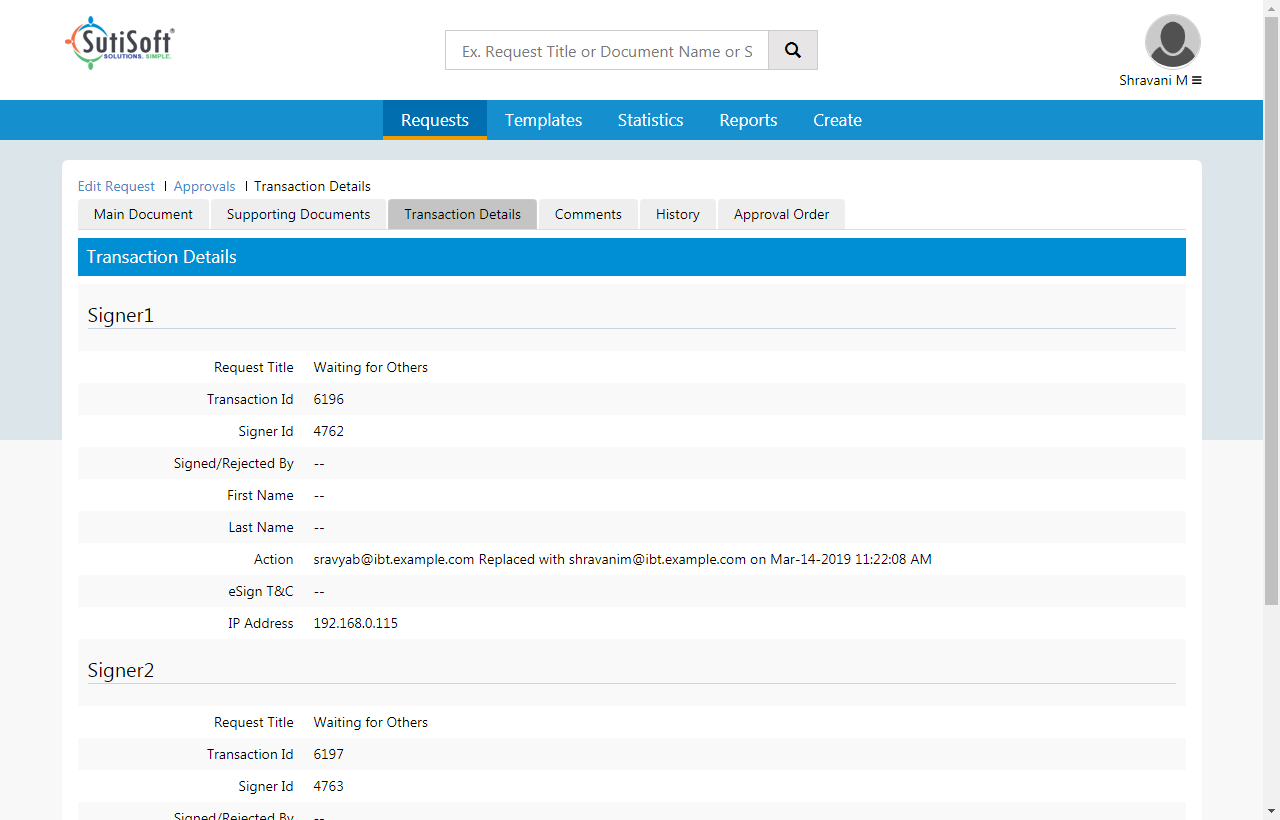 SutiSoft®
SOLUTIONS. SIMPLE.
Ex. Request Title or Document Name or S
Shravani M
Requests Templates Statistics Reports Create
Edit Request | Approvals | Transaction Details
Main Document Supporting Documents Transaction Details Comments History Approval Order
Transaction Details
Signer1
Request Title Waiting for Others
Transaction Id 6196
Signer Id 4762
Signed/Rejected By --
First Name --
Last Name --
Action sravyab@ibt.example.com Replaced with shravanim@ibt.example.com on Mar-14-2019 11:22:08 AM
eSign T&C --
IP Address 192.168.0.115
Signer2
Request Title Waiting for Others
Transaction Id 6197
Signer Id 4763
Signed/Rejected By --